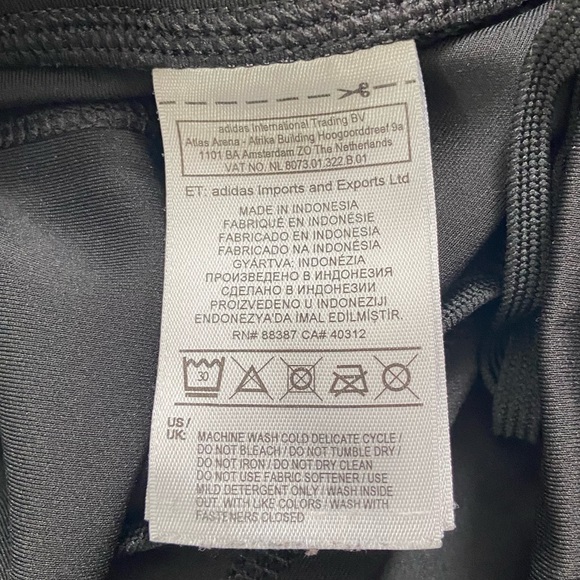 adidas International Trading BV
Atlas Arena - Afrika Building Hoogoorddreef 9a
1101 BA Amsterdam ZO The Netherlands
VAT NO. NL 8073.01.322.B.01
ET: adidas Imports and Exports Ltd
MADE IN INDONESIA
FABRIQUÉ EN INDONÉSIE
FABRICADO EN INDONESIA
FABRICADO NA INDONÉSIA
GYÁRTVA: INDONÉZIA
ПРОИЗВЕДЕНО В ИНДОНЕЗИЯ
СДЕЛАНО В ИНДОНЕЗИИ
PROIZVEDENO U INDONEZIJI
ENDONEZYA'DA İMAL EDİLMİŞTİR.
RN# 88387 CA# 40312
30
US/
UK: MACHINE WASH COLD DELICATE CYCLE /
DO NOT BLEACH / DO NOT TUMBLE DRY /
DO NOT IRON / DO NOT DRY CLEAN
DO NOT USE FABRIC SOFTENER / USE
MILD DETERGENT ONLY / WASH INSIDE
OUT. WITH LIKE COLORS / WASH WITH
FASTENERS CLOSED